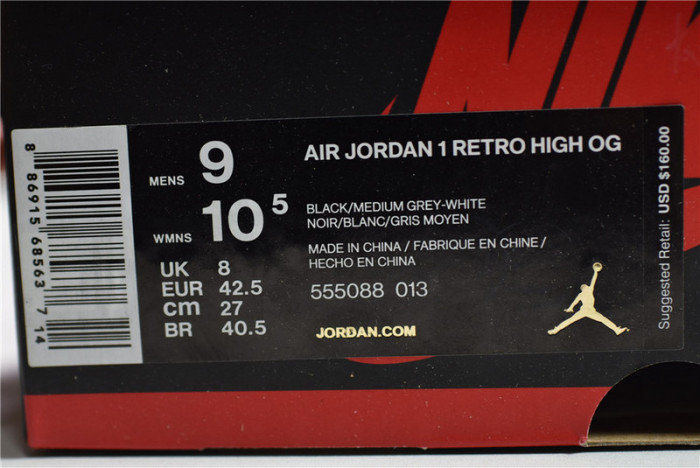 NIK
8 86915 68563 7 14
MENS 9
WMNS 10 5
UK 8
EUR 42.5
cm 27
BR 40.5
AIR JORDAN 1 RETRO HIGH OG
BLACK/MEDIUM GREY-WHITE
NOIR/BLANC/GRIS MOYEN
MADE IN CHINA / FABRIQUE EN CHINE /
HECHO EN CHINA
555088 013
JORDAN.COM
Suggested Retail: USD $160.00